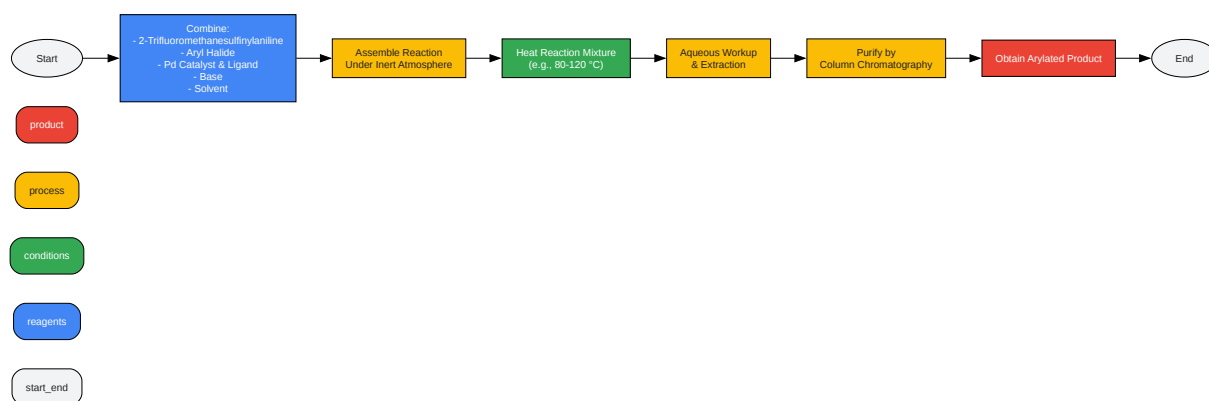 Start
Combine:
- 2-Trifluoromethanesulfinylaniline
- Aryl Halide
- Pd Catalyst & Ligand
- Base
- Solvent
Assemble Reaction
Under Inert Atmosphere
Heat Reaction Mixture
(e.g., 80-120 °C)
Aqueous Workup
& Extraction
Purify by
Column Chromatography
Obtain Arylated Product
End
product
process
conditions
reagents
start_end